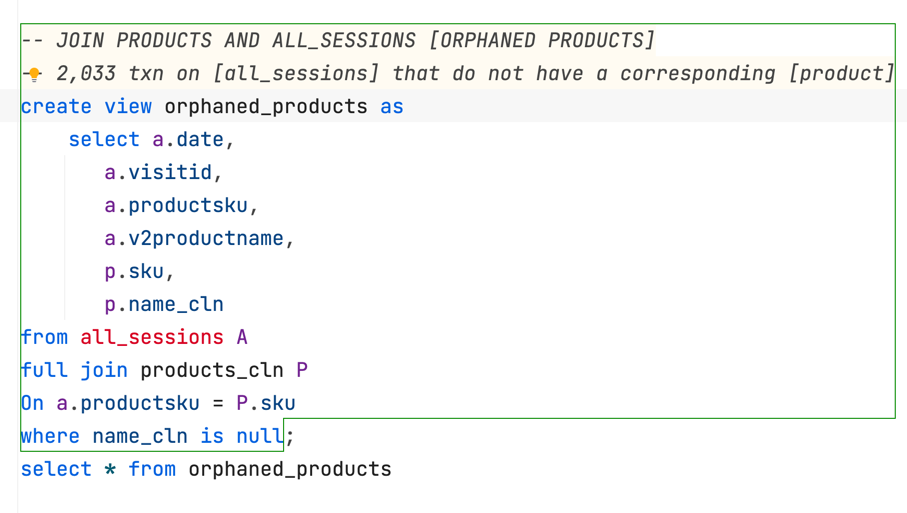 -- JOIN PRODUCTS AND ALL_SESSIONS [ORPHANED PRODUCTS]
-- 2,033 txn on [all_sessions] that do not have a corresponding [product]
create view orphaned_products as
    select a.date,
        a.visitid,
        a.productsku,
        a.v2productname,
        p.sku,
        p.name_cln
from all_sessions A
full join products_cln P
On a.productsku = P.sku
where name_cln is null;
select * from orphaned_products